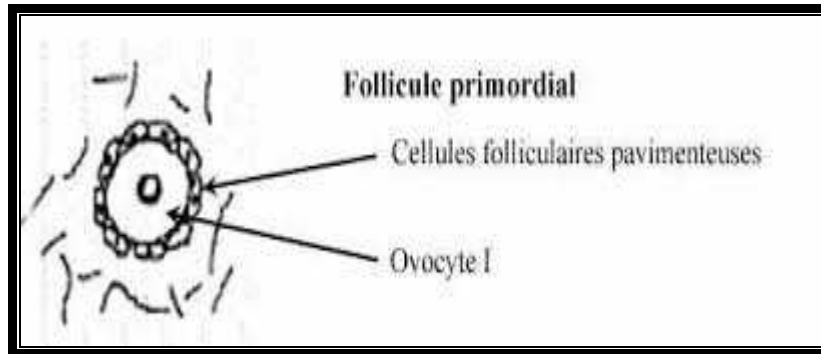 Follicule primordial
Cellules folliculaires pavimenteuses
Ovocyte I